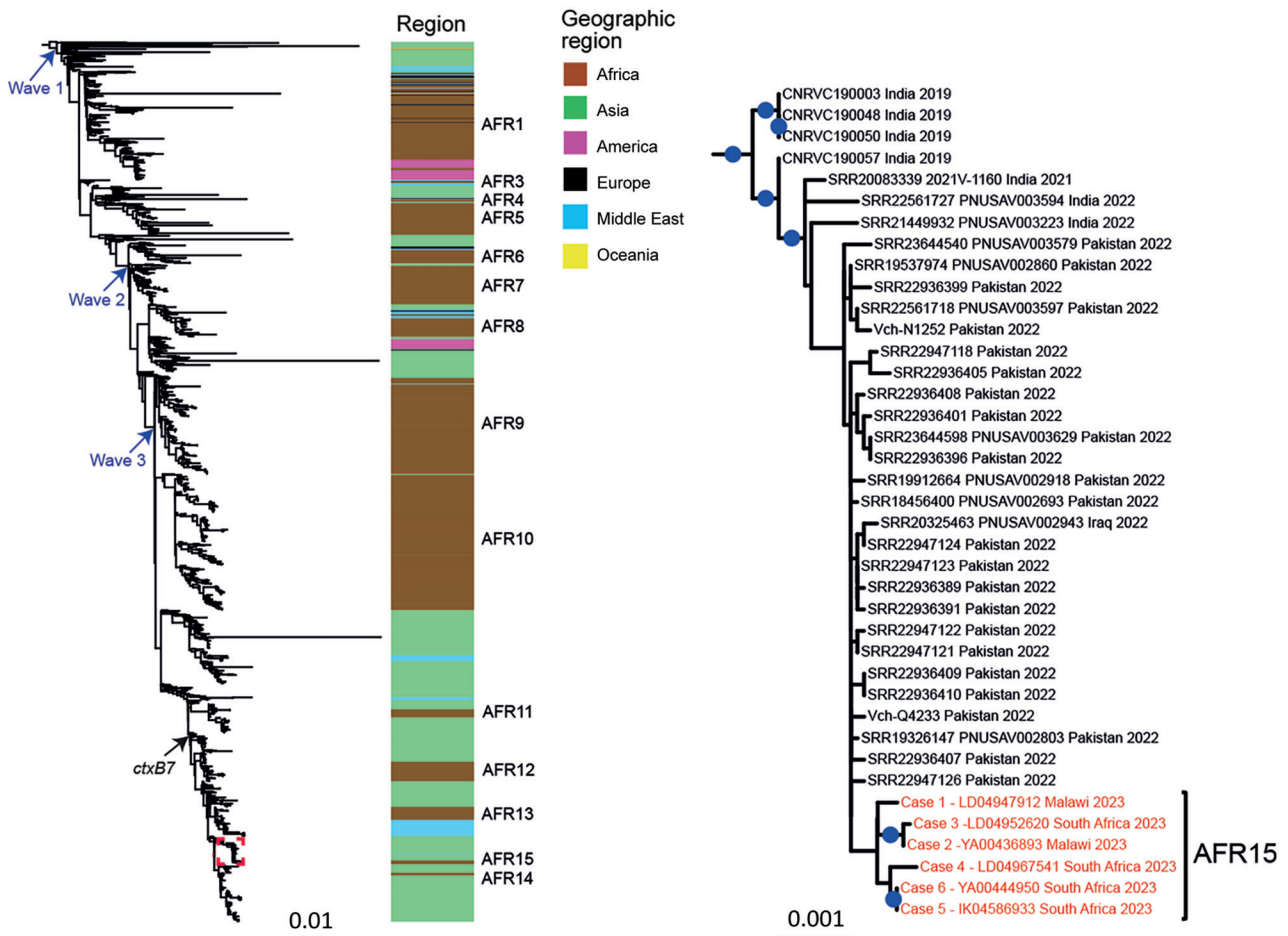 Region
Wave 1
Wave 2
Wave 3
ctxB7
AFR1
AFR3
AFR4
AFR5
AFR6
AFR7
AFR8
AFR9
AFR10
AFR11
AFR12
AFR13
AFR15
AFR14
0.01
Geographic
region
Africa
Asia
America
Europe
Middle East
Oceania
CNRVC190003 India 2019
CNRVC190048 India 2019
CNRVC190050 India 2019
CNRVC190057 India 2019
SRR20083339 2021V-1160 India 2021
SRR22561727 PNUSAV003594 India 2022
SRR21449932 PNUSAV003223 India 2022
SRR23644540 PNUSAV003579 Pakistan 2022
SRR19537974 PNUSAV002860 Pakistan 2022
SRR22936399 Pakistan 2022
SRR22561718 PNUSAV003597 Pakistan 2022
Vch-N1252 Pakistan 2022
SRR22947118 Pakistan 2022
SRR22936405 Pakistan 2022
SRR22936408 Pakistan 2022
SRR22936401 Pakistan 2022
SRR23644598 PNUSAV003629 Pakistan 2022
SRR22936396 Pakistan 2022
SRR19912664 PNUSAV002918 Pakistan 2022
SRR18456400 PNUSAV002693 Pakistan 2022
SRR20325463 PNUSAV002943 Iraq 2022
SRR22947124 Pakistan 2022
SRR22947123 Pakistan 2022
SRR22936389 Pakistan 2022
SRR22936391 Pakistan 2022
SRR22947122 Pakistan 2022
SRR22947121 Pakistan 2022
SRR22936409 Pakistan 2022
SRR22936410 Pakistan 2022
Vch-Q4233 Pakistan 2022
SRR19326147 PNUSAV002803 Pakistan 2022
SRR22936407 Pakistan 2022
SRR22947126 Pakistan 2022
Case 1 - LD04947912 Malawi 2023
Case 3 -LD04952620 South Africa 2023
Case 2 -YA00436893 Malawi 2023
Case 4 - LD04967541 South Africa 2023
Case 6 - YA00444950 South Africa 2023
Case 5 - IK04586933 South Africa 2023
AFR15
0.001